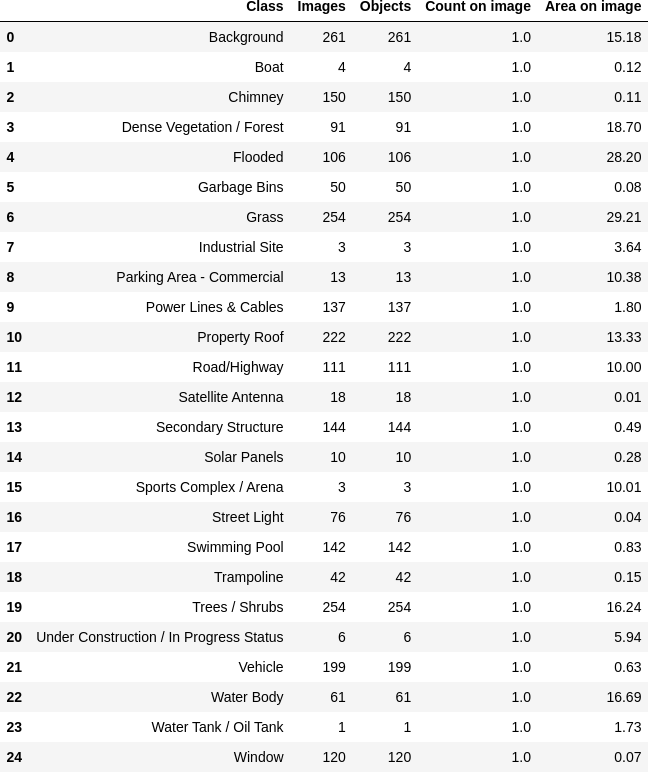 Class Images Objects Count on image Area on image
0 Background 261 261 1.0 15.18
1 Boat 4 4 1.0 0.12
2 Chimney 150 150 1.0 0.11
3 Dense Vegetation / Forest 91 91 1.0 18.70
4 Flooded 106 106 1.0 28.20
5 Garbage Bins 50 50 1.0 0.08
6 Grass 254 254 1.0 29.21
7 Industrial Site 3 3 1.0 3.64
8 Parking Area - Commercial 13 13 1.0 10.38
9 Power Lines & Cables 137 137 1.0 1.80
10 Property Roof 222 222 1.0 13.33
11 Road/Highway 111 111 1.0 10.00
12 Satellite Antenna 18 18 1.0 0.01
13 Secondary Structure 144 144 1.0 0.49
14 Solar Panels 10 10 1.0 0.28
15 Sports Complex / Arena 3 3 1.0 10.01
16 Street Light 76 76 1.0 0.04
17 Swimming Pool 142 142 1.0 0.83
18 Trampoline 42 42 1.0 0.15
19 Trees / Shrubs 254 254 1.0 16.24
20 Under Construction / In Progress Status 6 6 1.0 5.94
21 Vehicle 199 199 1.0 0.63
22 Water Body 61 61 1.0 16.69
23 Water Tank / Oil Tank 1 1 1.0 1.73
24 Window 120 120 1.0 0.07